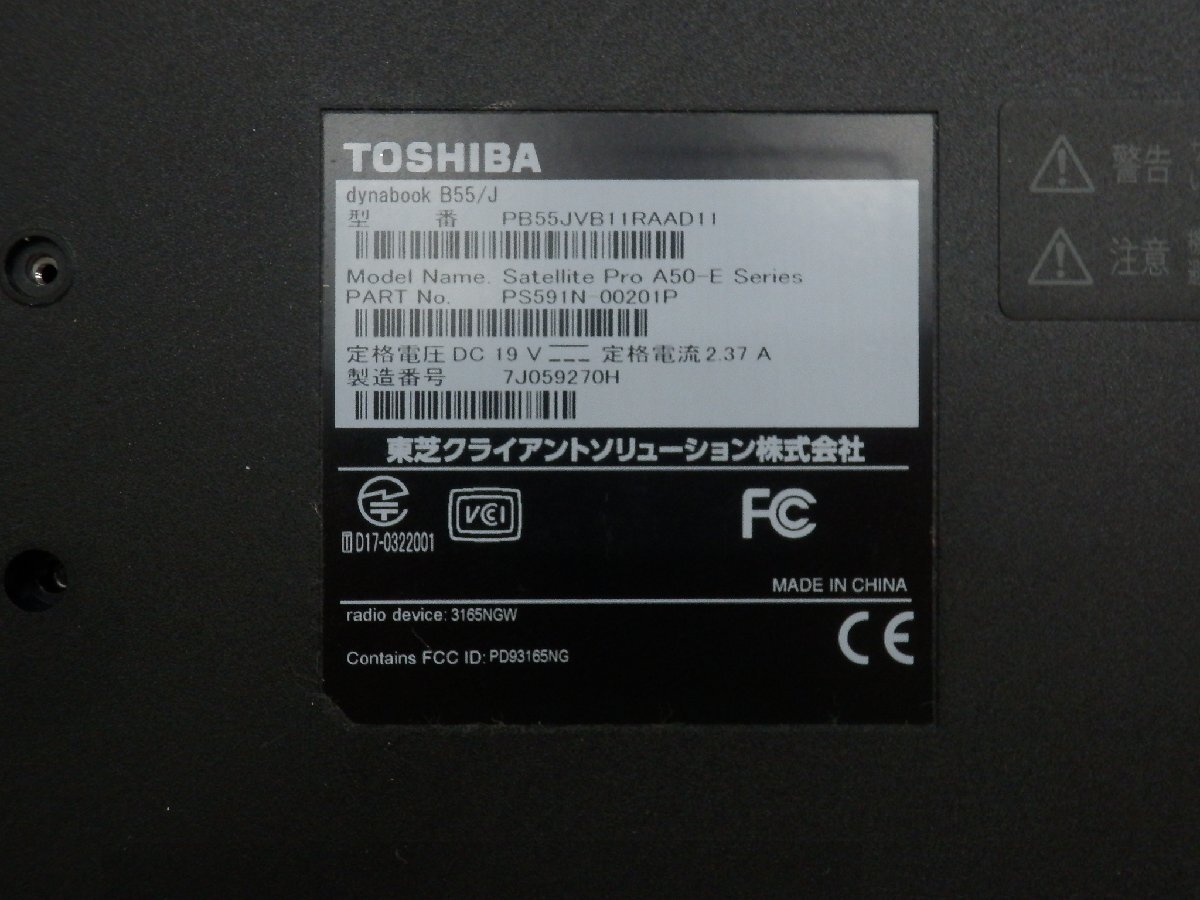 TOSHIBA
dynabook B55/J
型 番 PB55JVB11RAAD11
Model Name. Satellite Pro A50-E Series
PART No. PS591N-00201P
定格電圧 DC 19 V 定格電流 2.37 A
製造番号 7J059270H
東芝クライアントソリューション株式会社
VCI
FC
T D17-0322001
MADE IN CHINA
radio device: 3165NGW
CE
Contains FCC ID: PD93165NG
警告
注意